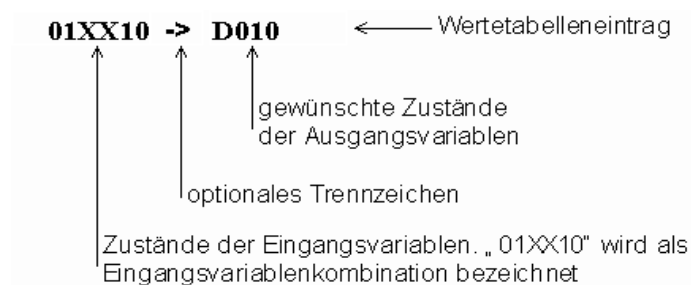 01XX10 -> D010 Wertetabelleneintrag
gewünschte Zustände
der Ausgangsvariablen
optionales Trennzeichen
Zustände der Eingangsvariablen. „ 01XX10" wird als
Eingangsvariablenkombination bezeichnet